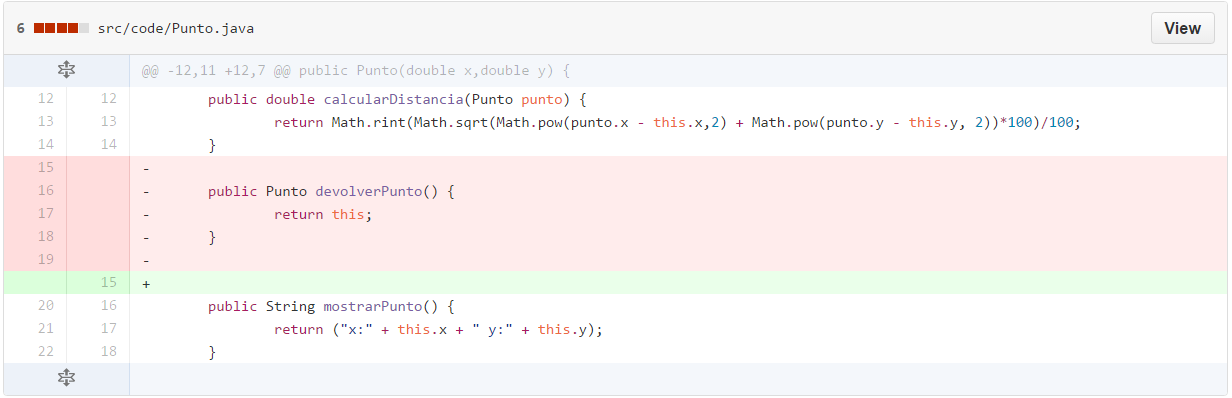 6 src/code/Punto.java View
@@ -12,11 +12,7 @@ public Punto(double x,double y) {
12 12 public double calcularDistancia(Punto punto) {
13 13 return Math.rint(Math.sqrt(Math.pow(punto.x - this.x,2) + Math.pow(punto.y - this.y, 2))*100)/100;
14 14 }
15 -
16 - public Punto devolverPunto() {
17 - return this;
18 - }
19 -
15 +
20 16 public String mostrarPunto() {
21 17 return ("x:" + this.x + " y:" + this.y);
22 18 }